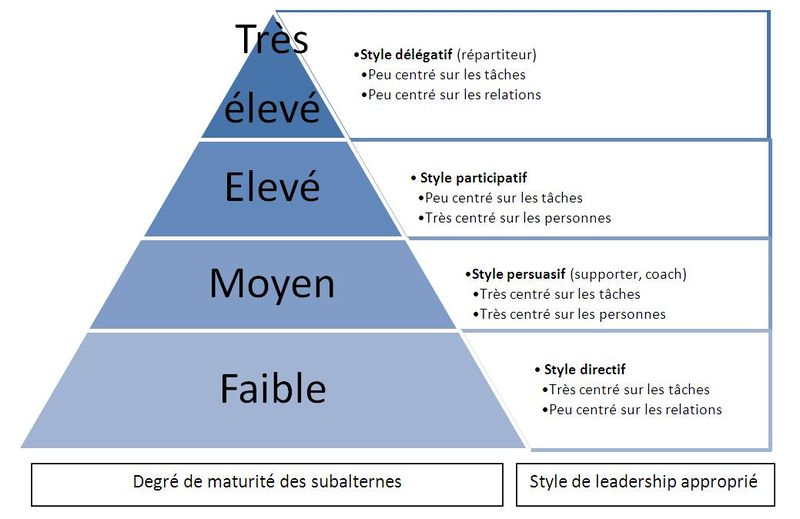 Très
élevé
•Style délégatif (répartiteur)
•Peu centré sur les tâches
•Peu centré sur les relations
Elevé
• Style participatif
•Peu centré sur les tâches
•Très centré sur les personnes
Moyen
•Style persuasif (supporter, coach)
•Très centré sur les tâches
•Très centré sur les personnes
Faible
• Style directif
•Très centré sur les tâches
•Peu centré sur les relations
Degré de maturité des subalternes
Style de leadership approprié